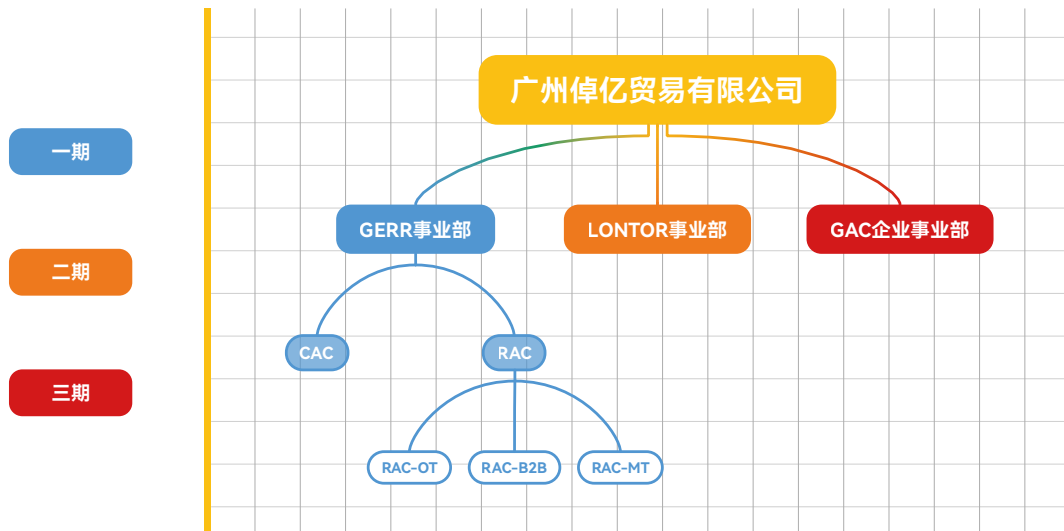 广州倬亿贸易有限公司
一期
GERR事业部
LONTOR事业部
GAC企业事业部
二期
CAC
RAC
三期
RAC-OT
RAC-B2B
RAC-MT